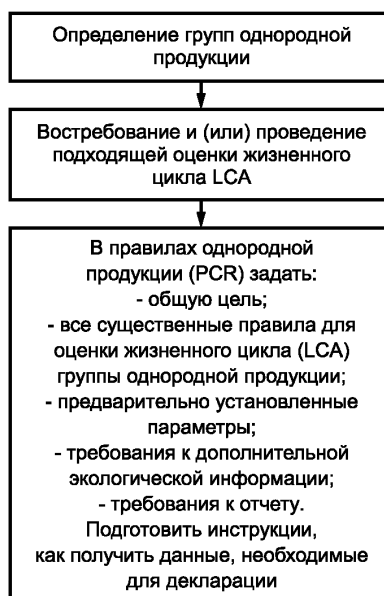 Определение групп однородной
продукции
Востребование и (или) проведение
подходящей оценки жизненного
цикла LCA
В правилах однородной
продукции (PCR) задать:
- общую цель;
- все существенные правила для
оценки жизненного цикла (LCA)
группы однородной продукции;
- предварительно установленные
параметры;
- требования к дополнительной
экологической информации;
- требования к отчету.
Подготовить инструкции,
как получить данные, необходимые
для декларации